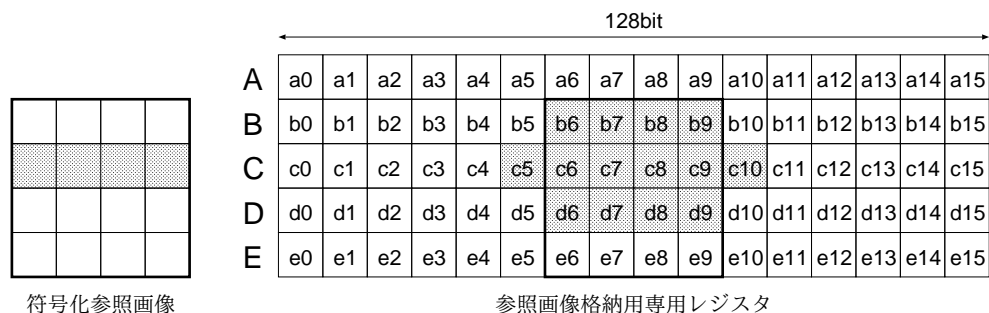 128bit
A a0 a1 a2 a3 a4 a5 a6 a7 a8 a9 a10 a11 a12 a13 a14 a15
B b0 b1 b2 b3 b4 b5 b6 b7 b8 b9 b10 b11 b12 b13 b14 b15
C c0 c1 c2 c3 c4 c5 c6 c7 c8 c9 c10 c11 c12 c13 c14 c15
D d0 d1 d2 d3 d4 d5 d6 d7 d8 d9 d10 d11 d12 d13 d14 d15
E e0 e1 e2 e3 e4 e5 e6 e7 e8 e9 e10 e11 e12 e13 e14 e15
符号化参照画像 参照画像格納用専用レジスタ